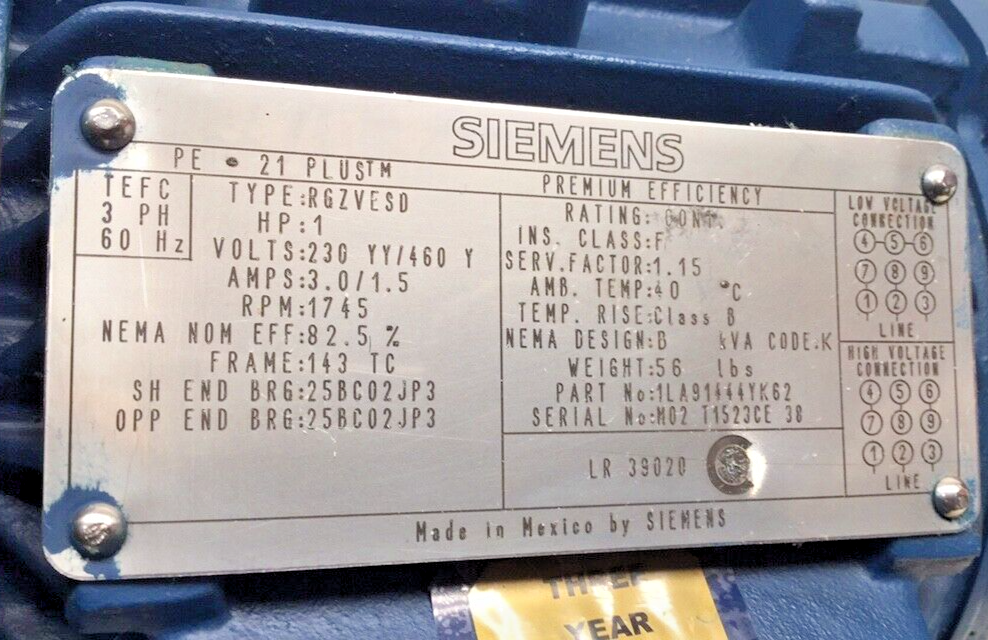 SIEMENS
PE • 21 PLUS™
PREMIUM EFFICIENCY
TEFC
3 PH
60 Hz
TYPE:RGZVESD
HP:1
VOLTS:230 YY/460 Y
AMPS:3.0/1.5
RPM:1745
NEMA NOM EFF:82.5 %
FRAME:143 TC
SH END BRG:25BC02JP3
OPP END BRG:25BC02JP3
RATING: CONT.
INS. CLASS:F
SERV.FACTOR:1.15
AMB. TEMP:40 °C
TEMP. RISE:Class B
NEMA DESIGN:B kVA CODE:K
WEIGHT:56 lbs
PART No:1LA91444YK62
SERIAL No:M02 T1523CE 38
LR 39020
LOW VOLTAGE
CONNECTION
4-5-6
7 8 9
1 2 3
LINE
HIGH VOLTAGE
CONNECTION
4 5 6
7 8 9
1 2 3
LINE
Made in Mexico by SIEMENS
THREE
YEAR